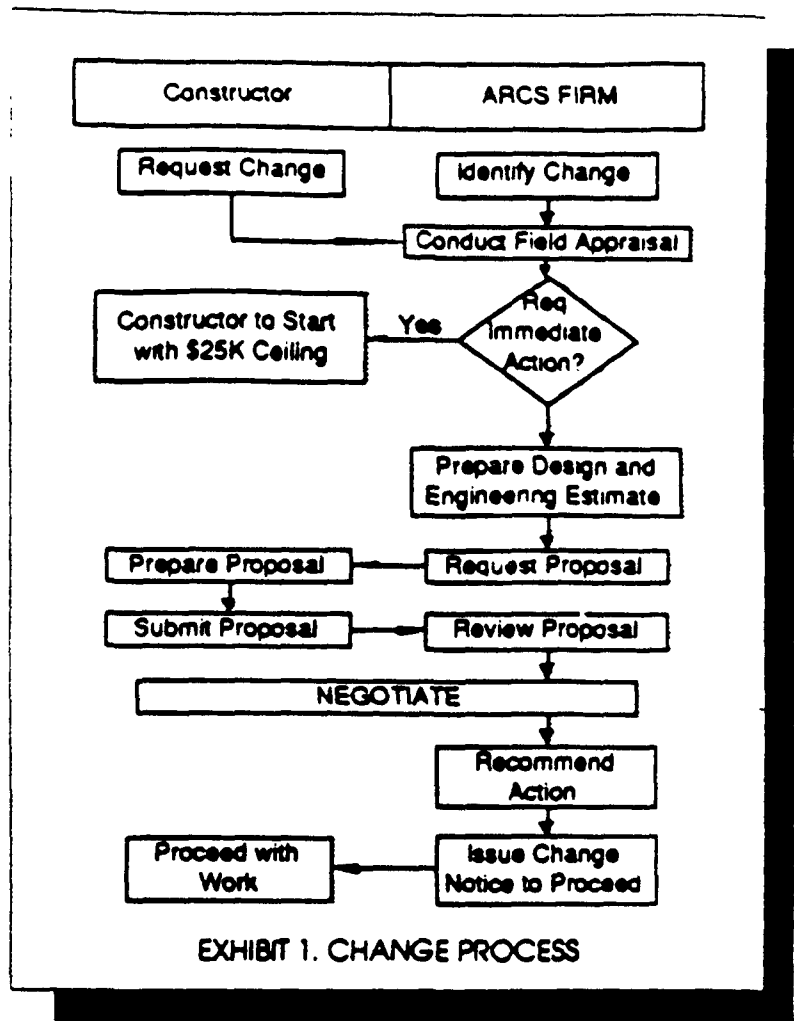 Constructor
ARCS FIRM
Request Change
Identify Change
Conduct Field Appraisal
Req
Immediate
Action?
Yes
Constructor to Start
with $25K Ceiling
Prepare Design and
Engineering Estimate
Prepare Proposal
Request Proposal
Submit Proposal
Review Proposal
NEGOTIATE
Recommend
Action
Proceed with
Work
Issue Change
Notice to Proceed
EXHIBIT 1. CHANGE PROCESS